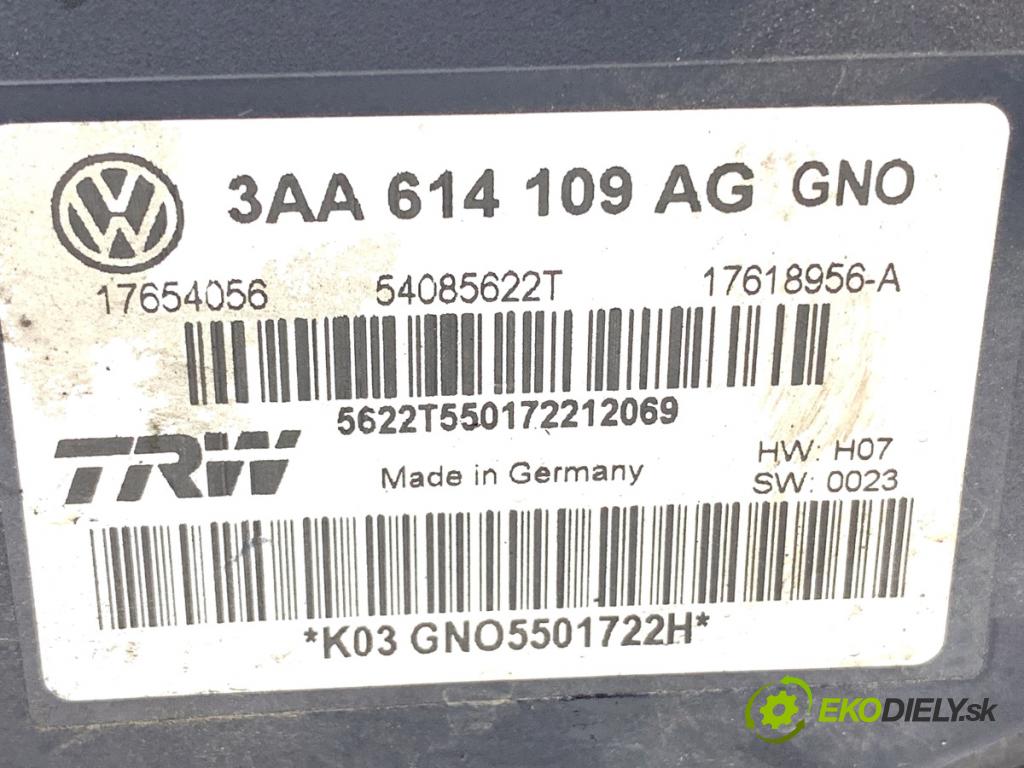 3AA 614 109 AG GNO
17654056 54085622T 17618956-A
5622T550172212069
TRW Made in Germany HW: H07
SW: 0023
*K03 GNO5501722H*
EKODIELY.sk